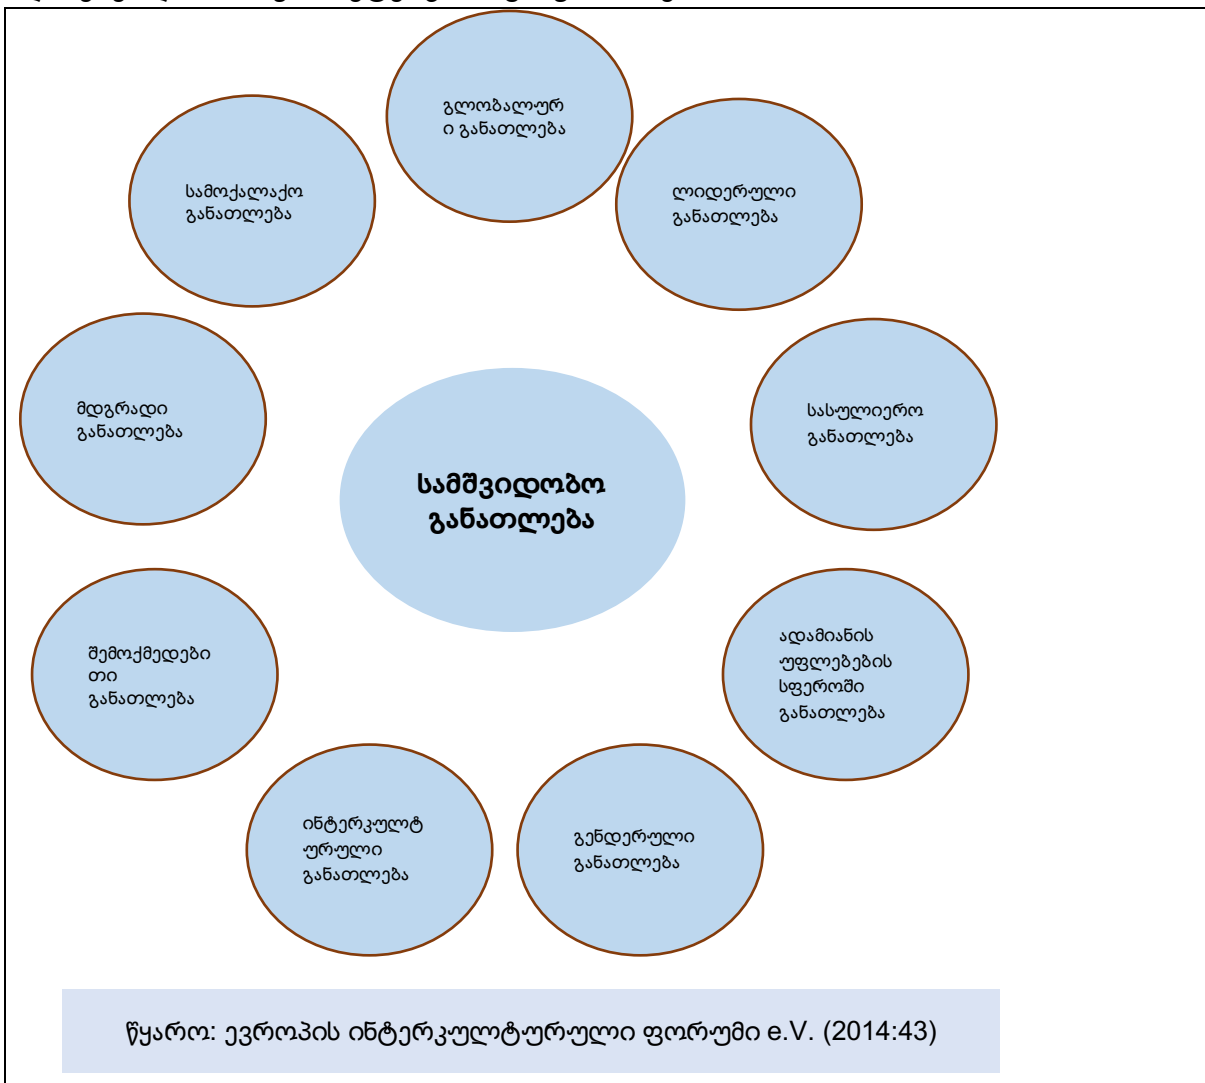 გლობალურ
ი განათლება
ლიდერული
განათლება
სამოქალაქო
განათლება
სასულიერო
განათლება
მდგრადი
განათლება
სამშვიდობო
განათლება
ადამიანის
უფლებების
სფეროში
განათლება
შემოქმედები
თი
განათლება
ინტერკულტ
ურული
განათლება
გენდერული
განათლება
წყარო: ევროპის ინტერკულტურული ფორუმი e.V. (2014:43)